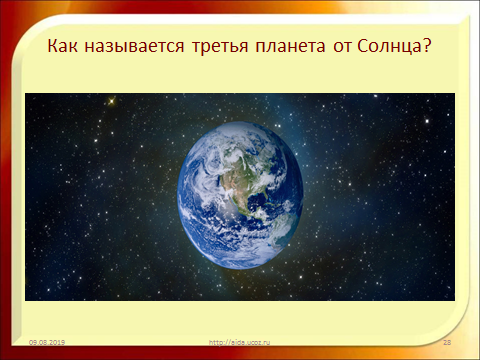 Как называется третья планета от Солнца?
09.08.2019 http://aida.ucoz.ru 28